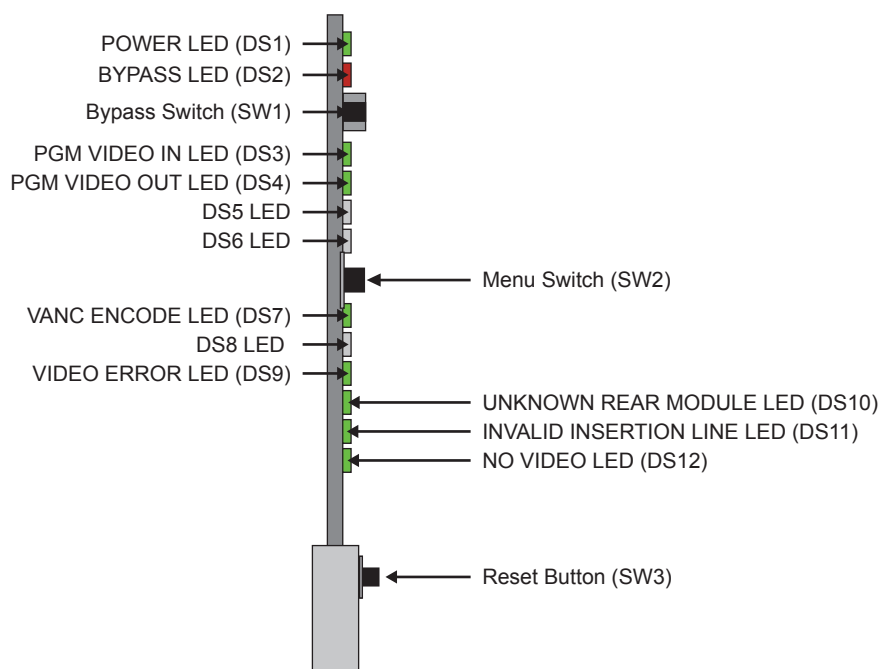 POWER LED (DS1)
BYPASS LED (DS2)
Bypass Switch (SW1)
PGM VIDEO IN LED (DS3)
PGM VIDEO OUT LED (DS4)
DS5 LED
DS6 LED
Menu Switch (SW2)
VANC ENCODE LED (DS7)
DS8 LED
VIDEO ERROR LED (DS9)
UNKNOWN REAR MODULE LED (DS10)
INVALID INSERTION LINE LED (DS11)
NO VIDEO LED (DS12)
Reset Button (SW3)